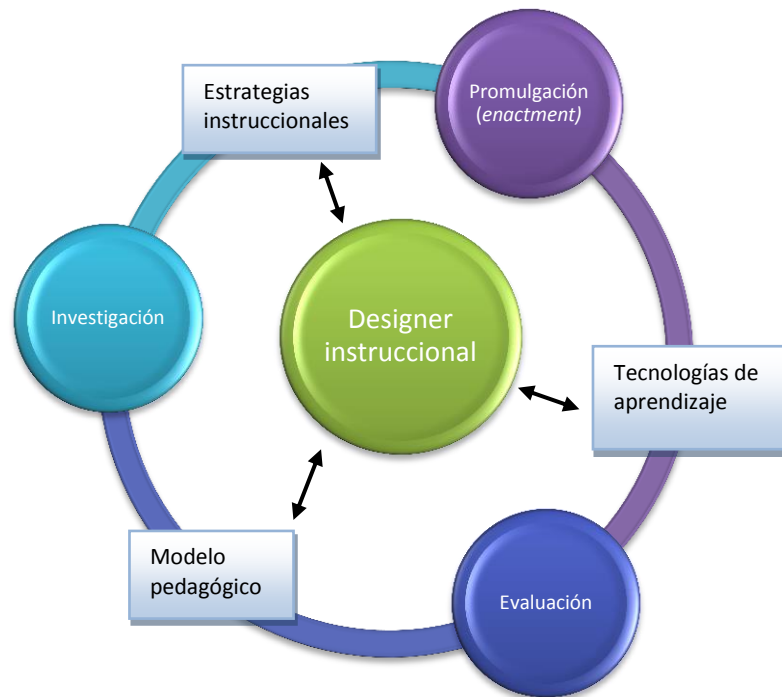 Estrategias
instruccionales
Promulgación
(enactment)
Investigación
Designer
instruccional
Tecnologías de
aprendizaje
Modelo
pedagógico
Evaluación